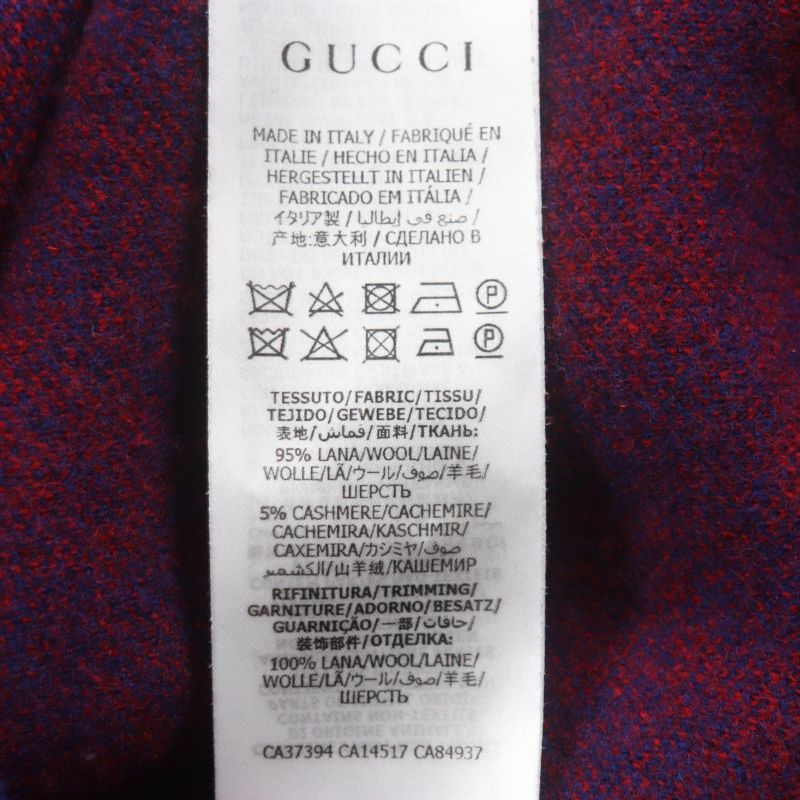 GUCCI
MADE IN ITALY / FABRIQUÉ EN
ITALIE / HECHO EN ITALIA /
HERGESTELLT IN ITALIEN /
FABRICADO EM ITÁLIA /
イタリア製 / صنع في إيطاليا /
产地:意大利 / СДЕЛАНО В
ИТАЛИИ
P
P
TESSUTO/FABRIC/TISSU/
TEJIDO/GEWEBE/TECIDO/
表地/قماش/面料/ТКАНЬ:
95% LANA/WOOL/LAINE/
WOLLE/LÃ/ウール/صوف/羊毛/
ШЕРСТЬ
5% CASHMERE/CACHEMIRE/
CACHEMIRA/KASCHMIR/
CAXEMIRA/カシミヤ/صوف
الكشمير/山羊绒/КАШЕМИР
RIFINITURA/TRIMMING/
GARNITURE/ADORNO/BESATZ/
GUARNIÇÃO/一部/حافات/
装饰部件/ОТДЕЛКА:
100% LANA/WOOL/LAINE/
WOLLE/LÃ/ウール/صوف/羊毛/
ШЕРСТЬ
CA37394 CA14517 CA84937